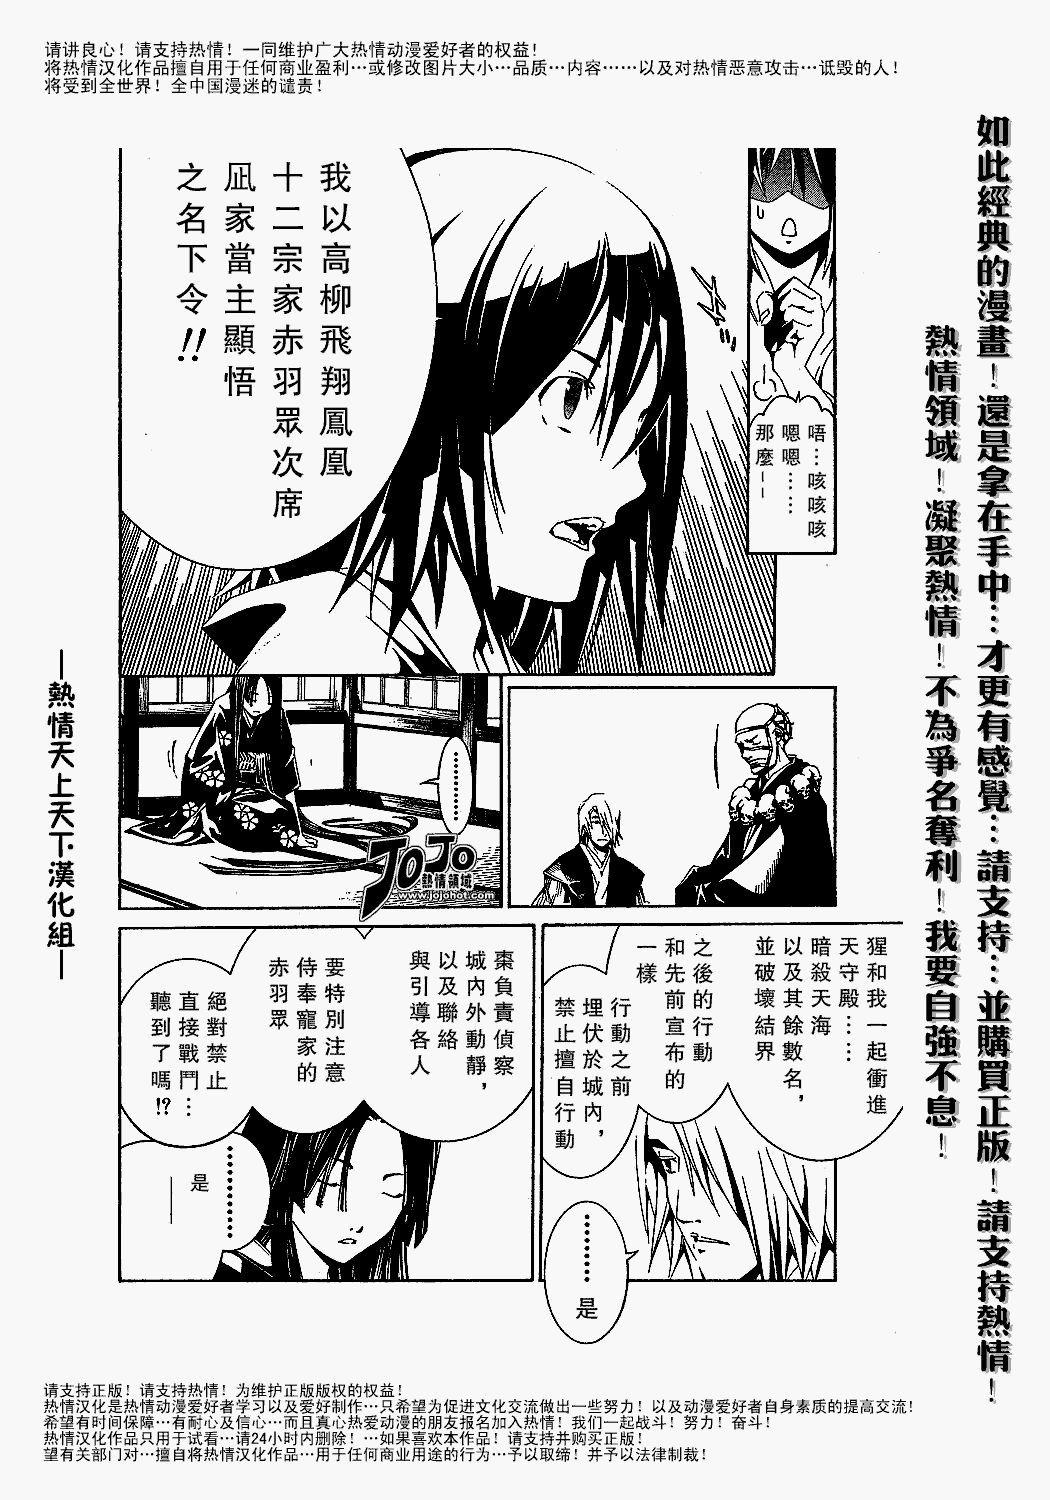 请讲良心！请支持热情！一同维护广大热情动漫爱好者的权益！
将热情汉化作品擅自用于任何商业盈利…或修改图片大小…品质…内容……以及对热情恶意攻击…诋毁的人！
将受到全世界！全中国漫迷的谴责！
如此經典的漫畫！還是拿在手中…才更有感覺…請支持…並購買正版！請支持熱情！
熱情領域！凝聚熱情！不為爭名奪利！我要自強不息！
唔…咳咳咳
嗯嗯……
那麼──
我以高柳飛翔鳳凰
十二宗家赤羽眾次席
凪家當主顯悟
之名下令!!
………
JOJO
熱情領域
www.jojohot.com
猩和我一起衝進
天守殿……
暗殺天海
以及其餘數名，
並破壞結界
之後的行動
和先前宣布的
一樣
行動之前
埋伏於城內，
禁止擅自行動
………是
棗負責偵察
城內外動靜，
以及聯絡
與引導各人
要特別注意
侍奉寵家的
赤羽眾
絕對禁止
直接戰鬥…
聽到了嗎!?
………
是──
—熱情天上天下漢化組—
请支持正版！请支持热情！为维护正版版权的权益！
热情汉化是热情动漫爱好者学习以及爱好制作…只希望为促进文化交流做出一些努力！以及动漫爱好者自身素质的提高交流！
希望有时间保障…有耐心及信心…而且真心热爱动漫的朋友报名加入热情！我们一起战斗！努力！奋斗！
热情汉化作品只用于试看…请24小时内删除！…如果喜欢本作品！请支持并购买正版！
望有关部门对…擅自将热情汉化作品…用于任何商业用途的行为…予以取缔！并予以法律制裁！